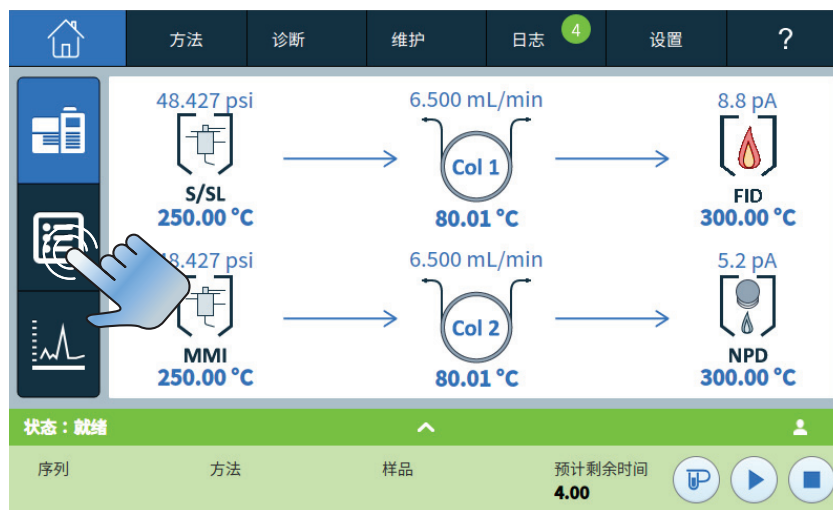 方法 诊断 维护 日志 4 设置 ?
48.427 psi 6.500 mL/min 8.8 pA
Col 1
S/SL FID
250.00 °C 80.01 °C 300.00 °C
48.427 psi 6.500 mL/min 5.2 pA
Col 2
MMI NPD
250.00 °C 80.01 °C 300.00 °C
状态：就绪
序列 方法 样品 预计剩余时间
4.00